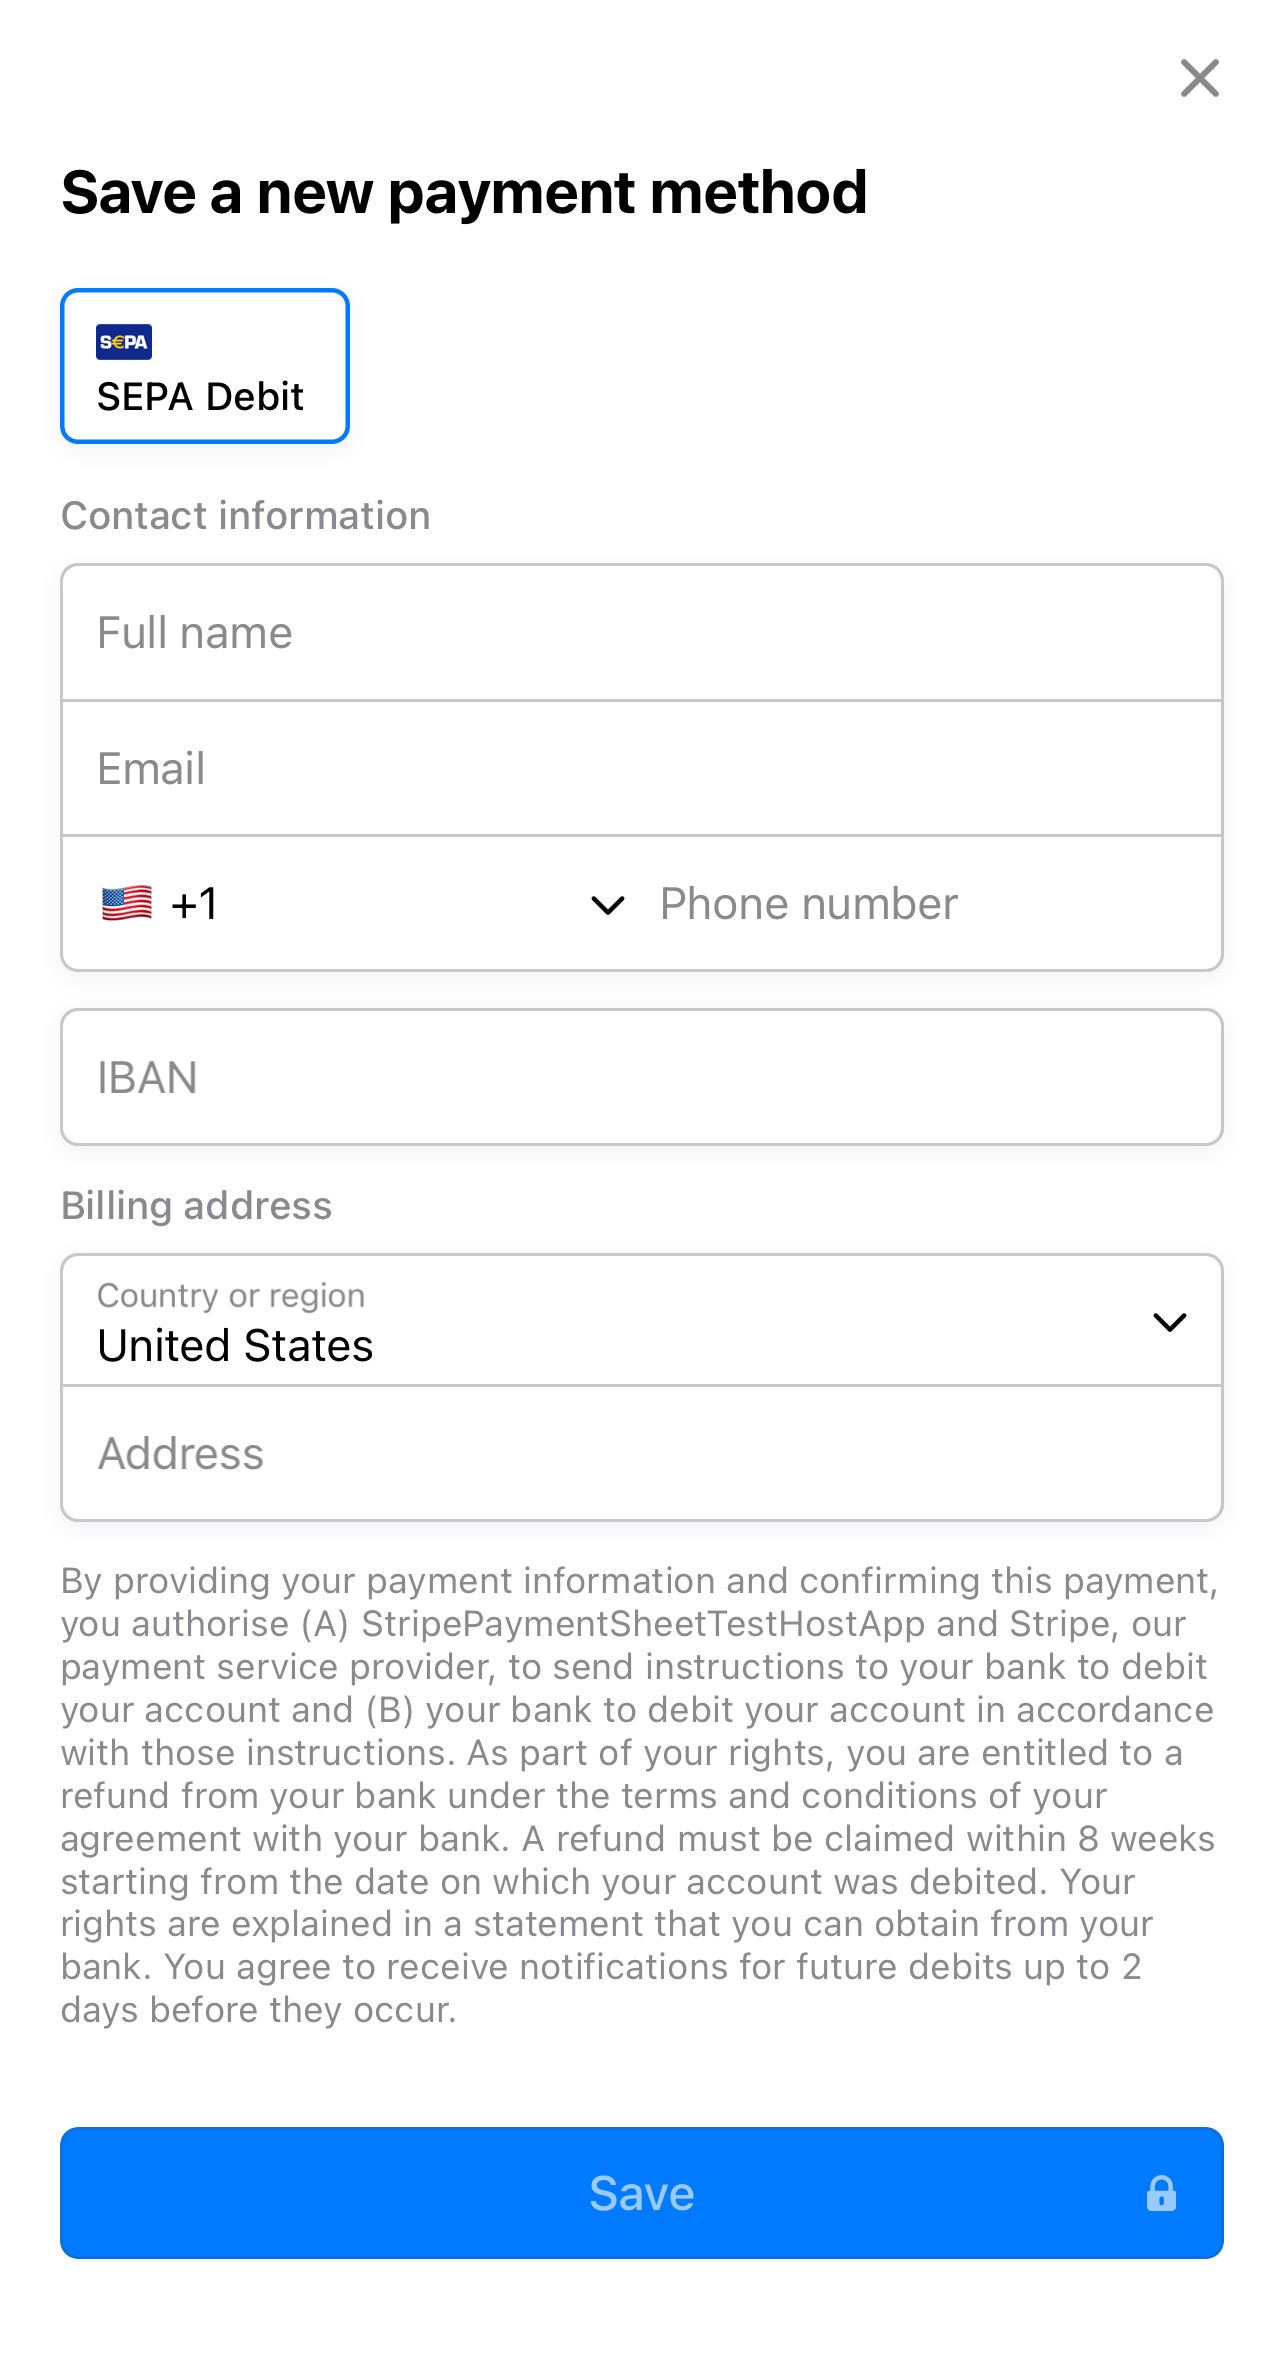 Save a new payment method
S€PA
SEPA Debit
Contact information
Full name
Email
+1
Phone number
IBAN
Billing address
Country or region
United States
Address
By providing your payment information and confirming this payment,
you authorise (A) StripePaymentSheetTestHostApp and Stripe, our
payment service provider, to send instructions to your bank to debit
your account and (B) your bank to debit your account in accordance
with those instructions. As part of your rights, you are entitled to a
refund from your bank under the terms and conditions of your
agreement with your bank. A refund must be claimed within 8 weeks
starting from the date on which your account was debited. Your
rights are explained in a statement that you can obtain from your
bank. You agree to receive notifications for future debits up to 2
days before they occur.
Save